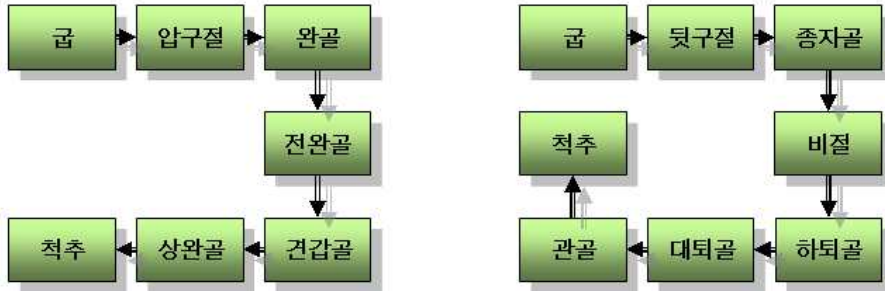 굽 압구절 완골
전완골
척추 상완골 견갑골
굽 뒷구절 종자골
척추 비절
관골 대퇴골 하퇴골